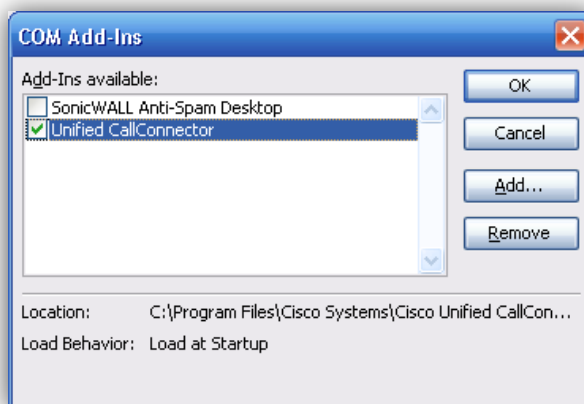 COM Add-Ins
Add-Ins available:
SonicWALL Anti-Spam Desktop
Unified CallConnector
OK
Cancel
Add...
Remove
Location: C:\Program Files\Cisco Systems\Cisco Unified CallCon...
Load Behavior: Load at Startup